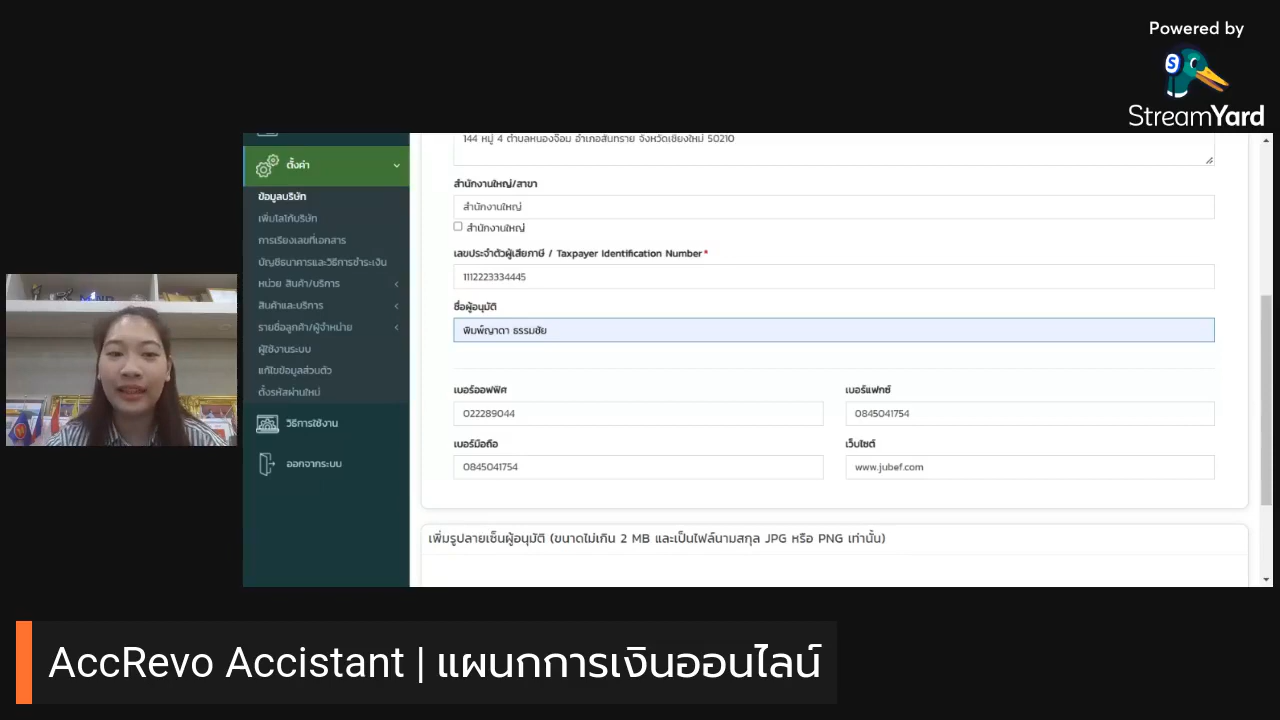 Powered by
StreamYard
144 หมู่ 4 ตำบลหนองจ๊อม อำเภอสันทราย จังหวัดเชียงใหม่ 50210
ตั้งค่า
ข้อมูลบริษัท
เพิ่มโลโก้บริษัท
การเรียงเลขที่เอกสาร
บัญชีธนาคารและวิธีการชำระเงิน
หน่วย สินค้า/บริการ
สินค้าและบริการ
รายชื่อลูกค้า/ผู้จำหน่าย
ผู้ใช้งานระบบ
แก้ไขข้อมูลส่วนตัว
ตั้งรหัสผ่านใหม่
วิธีการใช้งาน
ออกจากระบบ
สำนักงานใหญ่/สาขา
สำนักงานใหญ่
สำนักงานใหญ่
เลขประจำตัวผู้เสียภาษี / Taxpayer Identification Number*
1112223334445
ชื่อผู้อนุมัติ
พิมพ์ญาดา ธรรมชัย
เบอร์ออฟฟิศ
022289044
เบอร์แฟกซ์
0845041754
เบอร์มือถือ
0845041754
เว็บไซต์
www.jubef.com
เพิ่มรูปลายเซ็นผู้อนุมัติ (ขนาดไม่เกิน 2 MB และเป็นไฟล์นามสกุล JPG หรือ PNG เท่านั้น)
AccRevo Accistant | แผนกการเงินออนไลน์